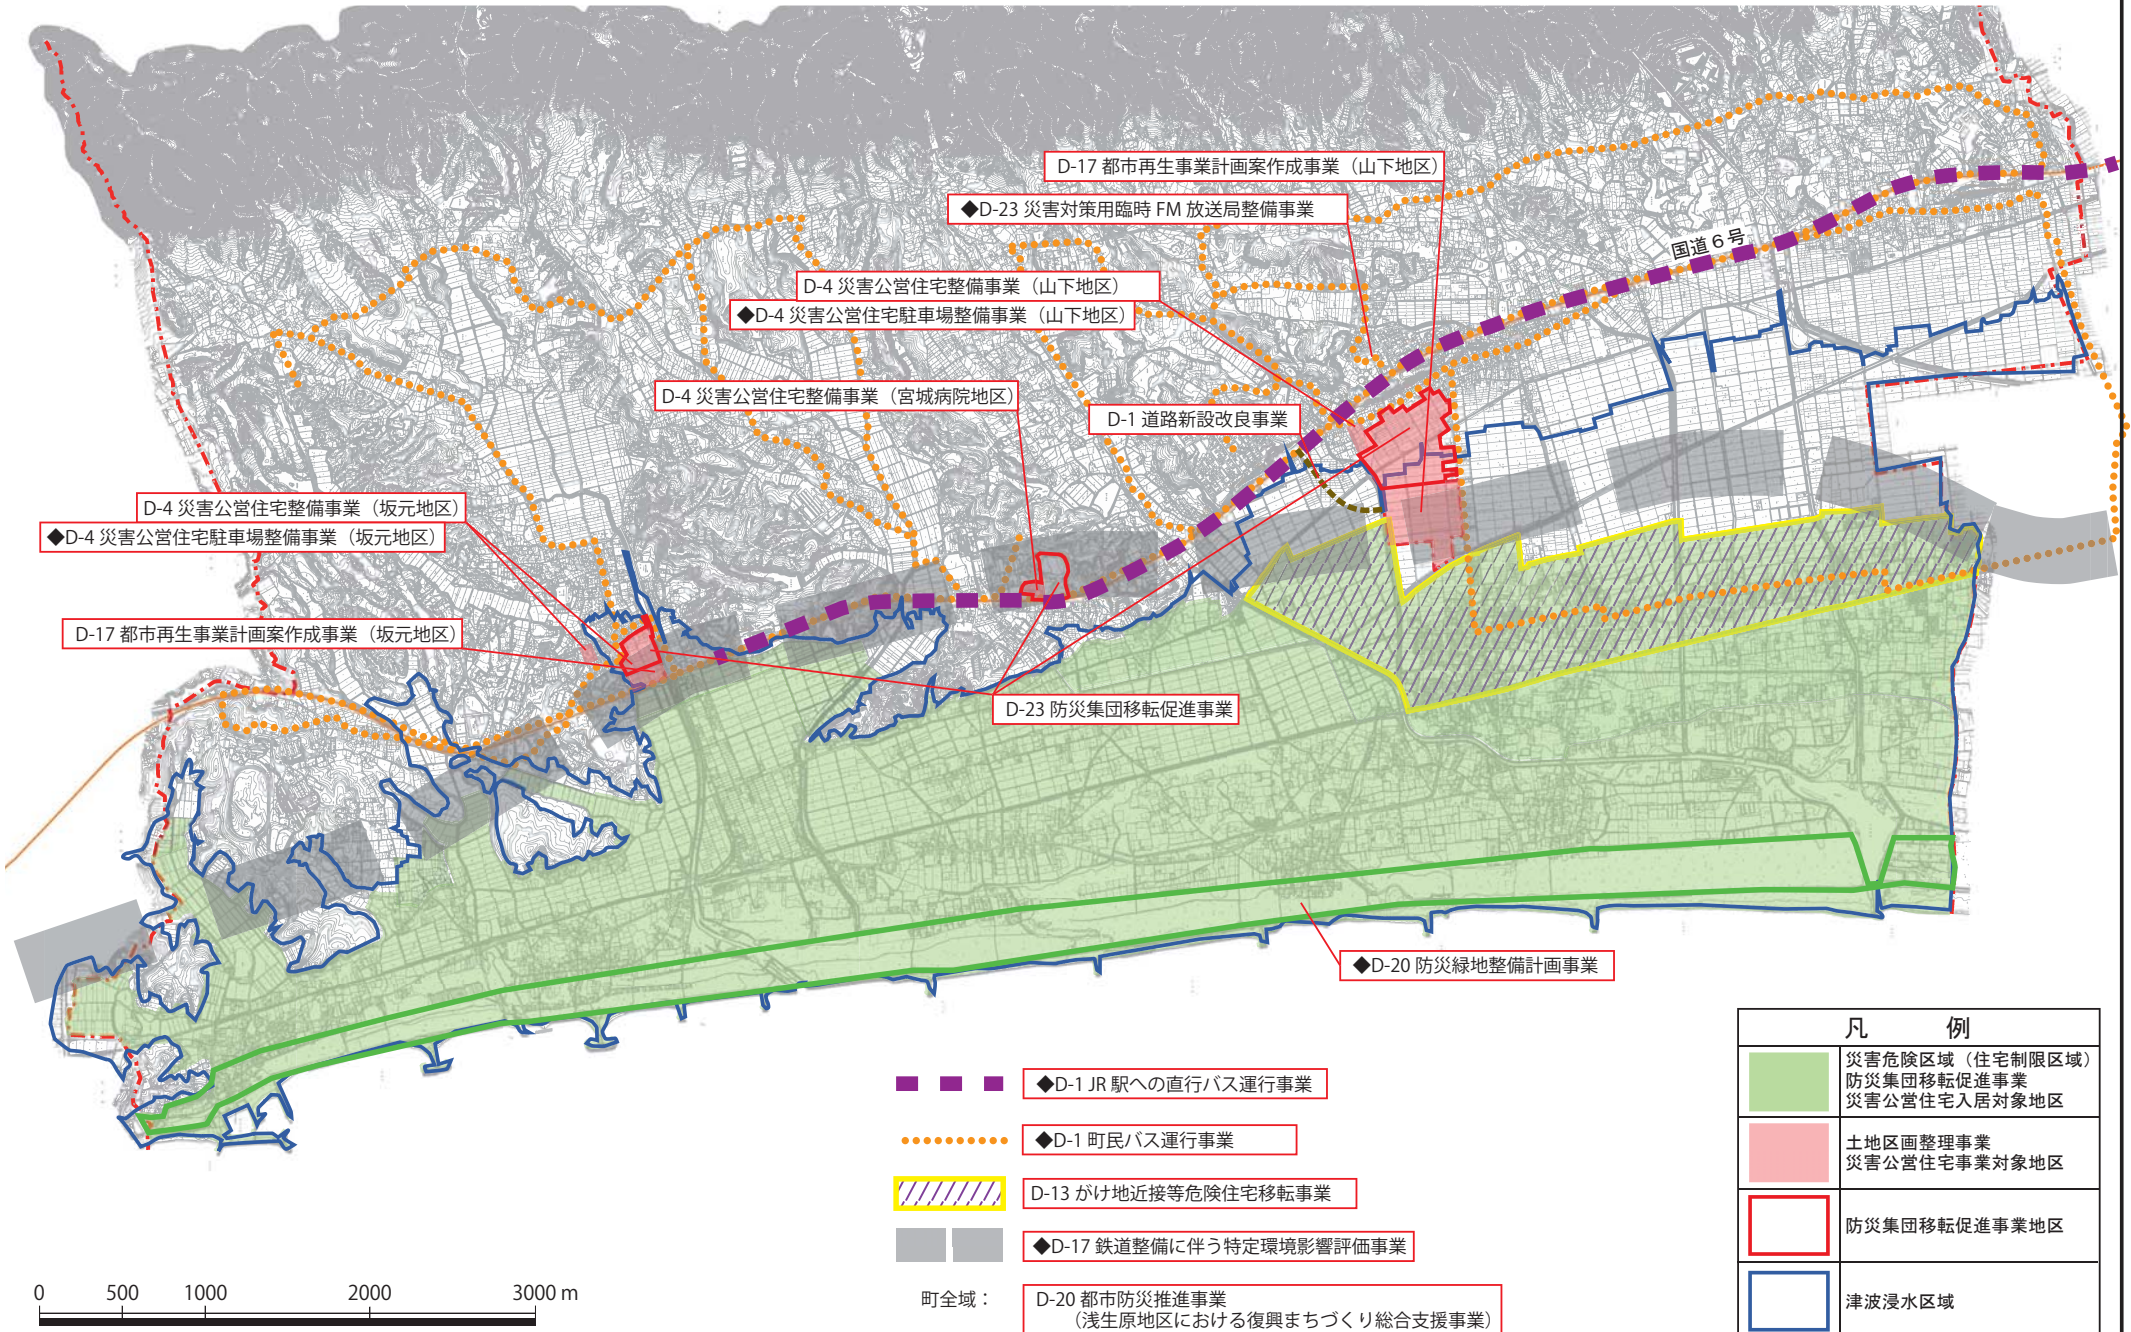 D-17 都市再生事業計画案作成事業（山下地区）
◆D-23 災害対策用臨時 FM 放送局整備事業
国道６号
D-4 災害公営住宅整備事業（山下地区）
◆D-4 災害公営住宅駐車場整備事業（山下地区）
D-4 災害公営住宅整備事業（宮城病院地区）
D-1 道路新設改良事業
D-4 災害公営住宅整備事業（坂元地区）
◆D-4 災害公営住宅駐車場整備事業（坂元地区）
D-17 都市再生事業計画案作成事業（坂元地区）
D-23 防災集団移転促進事業
◆D-20 防災緑地整備計画事業
◆D-1 JR 駅への直行バス運行事業
◆D-1 町民バス運行事業
D-13 がけ地近接等危険住宅移転事業
◆D-17 鉄道整備に伴う特定環境影響評価事業
町全域：
D-20 都市防災推進事業
（浅生原地区における復興まちづくり総合支援事業）
0 500 1000 2000 3000 m
凡 例
災害危険区域（住宅制限区域）
防災集団移転促進事業
災害公営住宅入居対象地区
土地区画整理事業
災害公営住宅事業対象地区
防災集団移転促進事業地区
津波浸水区域